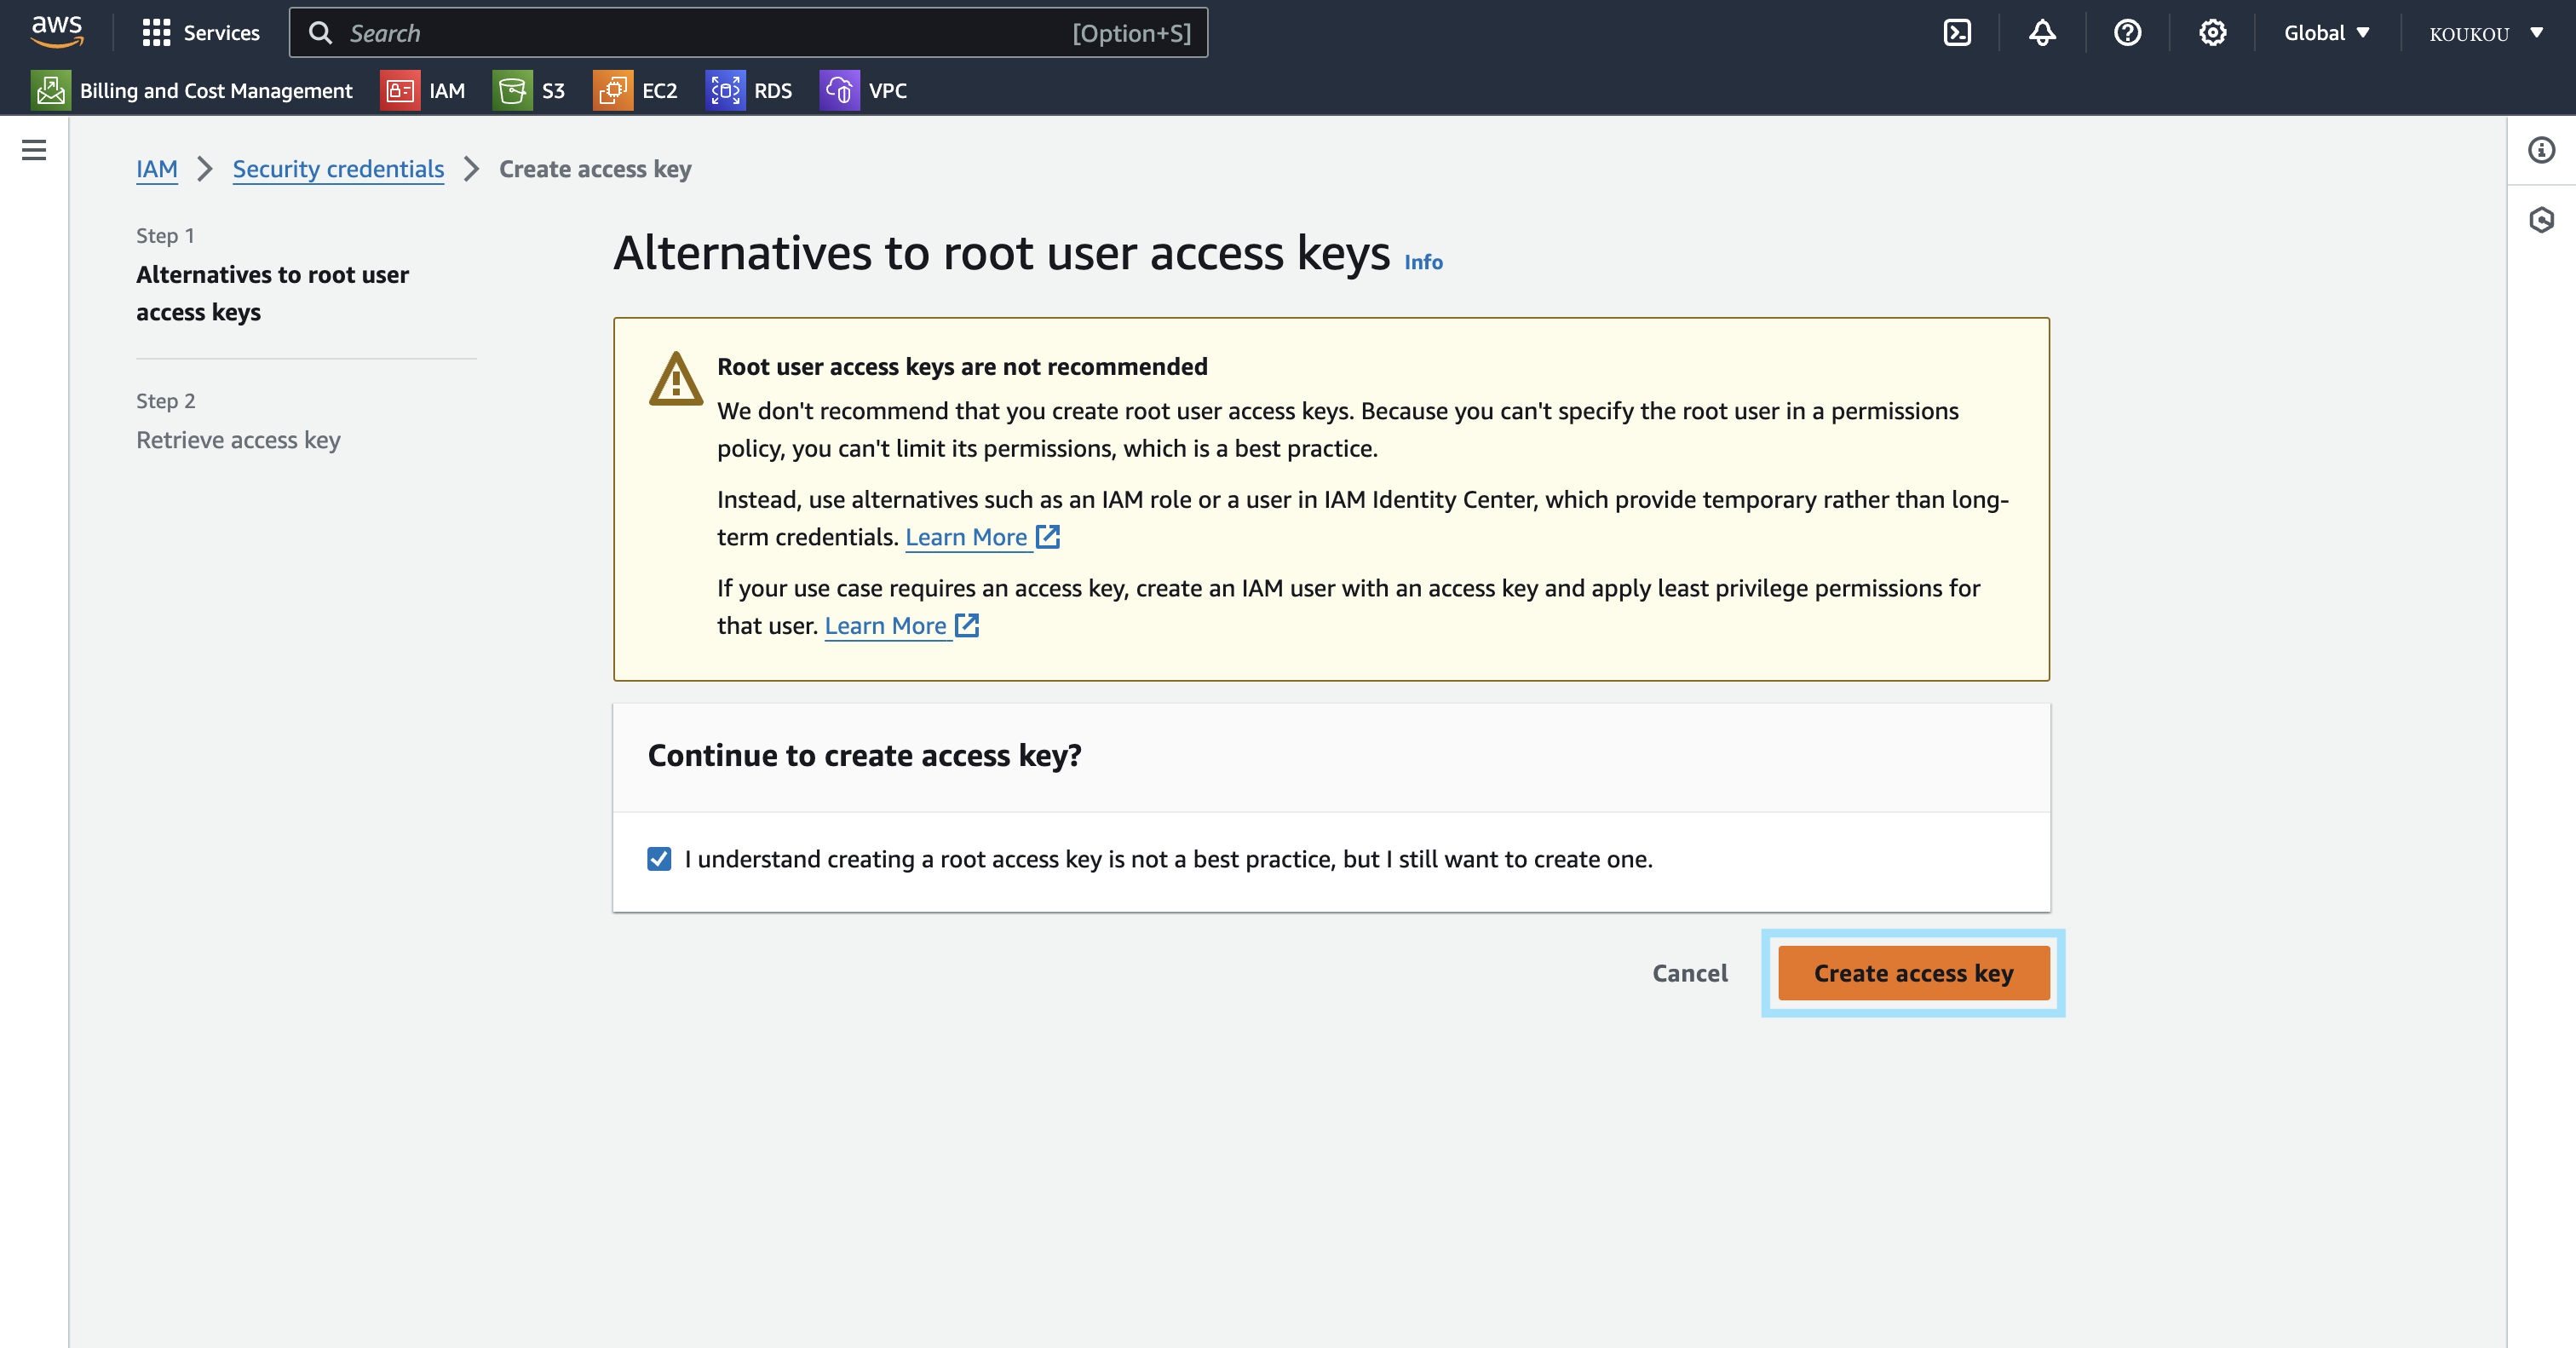 aws
Services
Search
[Option+S]
Global
KOUKOU
Billing and Cost Management
IAM
S3
EC2
RDS
VPC
IAM
Security credentials
Create access key
Step 1
Alternatives to root user
access keys
Step 2
Retrieve access key
Alternatives to root user access keys Info
Root user access keys are not recommended
We don't recommend that you create root user access keys. Because you can't specify the root user in a permissions
policy, you can't limit its permissions, which is a best practice.
Instead, use alternatives such as an IAM role or a user in IAM Identity Center, which provide temporary rather than long-
term credentials. Learn More
If your use case requires an access key, create an IAM user with an access key and apply least privilege permissions for
that user. Learn More
Continue to create access key?
I understand creating a root access key is not a best practice, but I still want to create one.
Cancel
Create access key